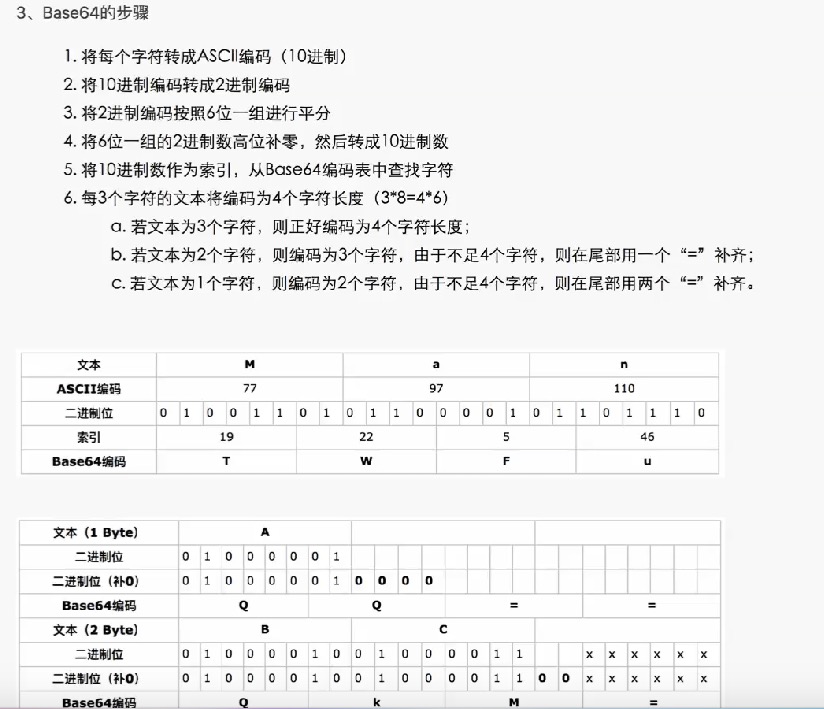 3、Base64的步骤
1. 将每个字符转成ASCII编码（10进制）
2. 将10进制编码转成2进制编码
3. 将2进制编码按照6位一组进行平分
4. 将6位一组的2进制数高位补零，然后转成10进制数
5. 将10进制数作为索引，从Base64编码表中查找字符
6. 每3个字符的文本将编码为4个字符长度（3*8=4*6）
a. 若文本为3个字符，则正好编码为4个字符长度；
b. 若文本为2个字符，则编码为3个字符，由于不足4个字符，则在尾部用一个“=”补齐；
c. 若文本为1个字符，则编码为2个字符，由于不足4个字符，则在尾部用两个“=”补齐。
文本 M a n
ASCII编码 77 97 110
二进制位 0 1 0 0 1 1 0 1 0 1 1 0 0 0 0 1 0 1 1 0 1 1 1 0
索引 19 22 5 46
Base64编码 T W F u
文本（1 Byte） A
二进制位 0 1 0 0 0 0 0 1
二进制位（补0） 0 1 0 0 0 0 0 1 0 0 0 0
Base64编码 Q Q = =
文本（2 Byte） B C
二进制位 0 1 0 0 0 0 1 0 0 1 0 0 0 0 1 1 x x x x x x
二进制位（补0） 0 1 0 0 0 0 1 0 0 1 0 0 0 0 1 1 0 0 x x x x x x
Base64编码 Q k M =